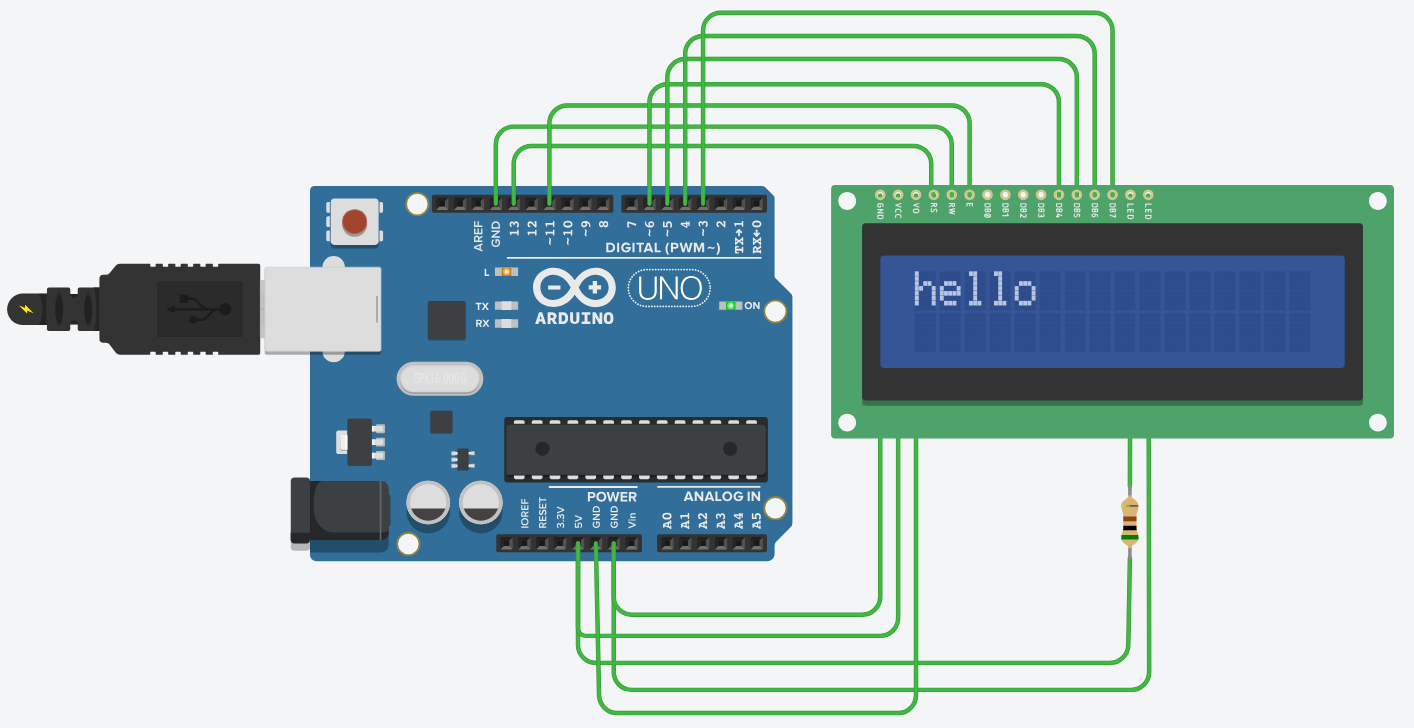 AREF
GND
13
12
~11
~10
~9
8
7
~6
~5
4
~3
2
TX→1
RX←0
DIGITAL (PWM~)
L
TX
RX
ARDUINO
UNO
ON
SPK16.000G
POWER
ANALOG IN
IOREF
RESET
3.3V
5V
GND
GND
Vin
A0
A1
A2
A3
A4
A5
GND
VCC
VO
RS
RW
E
DB0
DB1
DB2
DB3
DB4
DB5
DB6
DB7
LED
LED
hello